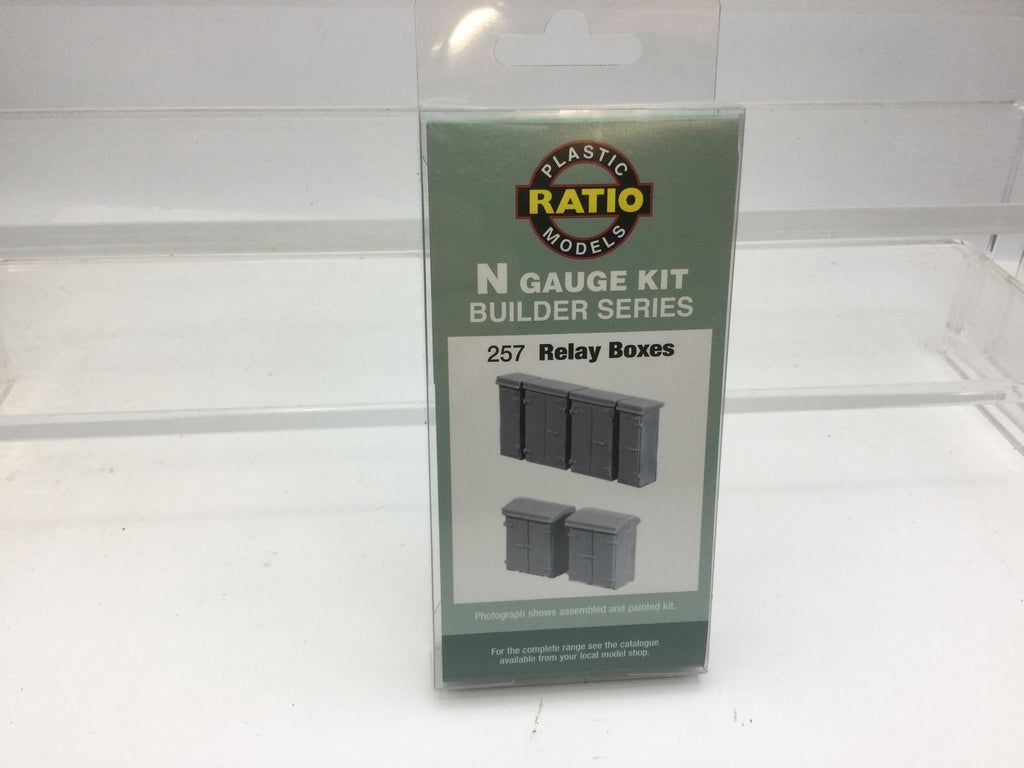 PLASTIC
RATIO
MODELS
N GAUGE KIT
BUILDER SERIES
257 Relay Boxes
Photograph shows assembled and painted kit.
For the complete range see the catalogue
available from your local model shop.